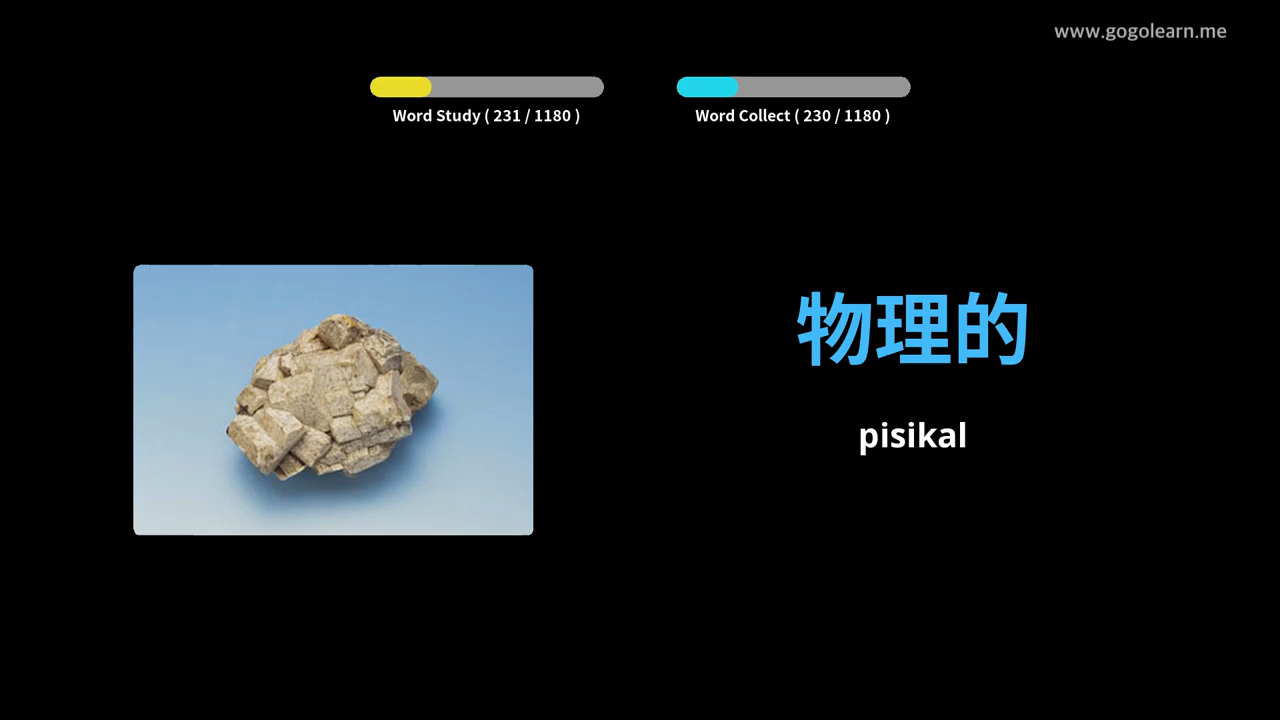 www.gogolearn.me
Word Study ( 231 / 1180 )
Word Collect ( 230 / 1180 )
物理的
pisikal